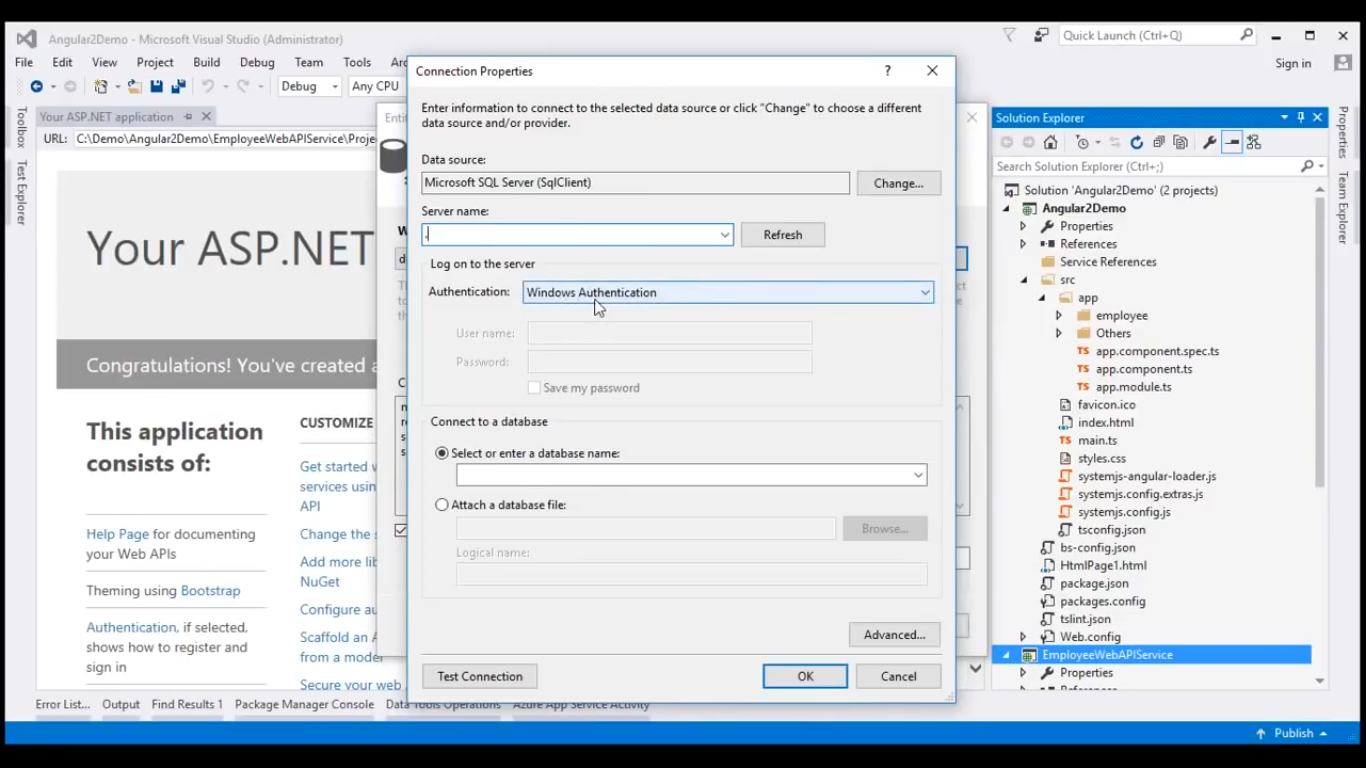 Angular2Demo - Microsoft Visual Studio (Administrator)
Quick Launch (Ctrl+Q)
File Edit View Project Build Debug Team Tools
Sign in
Debug Any CPU
Toolbox
Test Explorer
Your ASP.NET application
URL: C:\Demo\Angular2Demo\EmployeeWebAPIService\Proje
Your ASP.NET
Congratulations! You've created a
This application
consists of:
Help Page for documenting
your Web APIs
Theming using Bootstrap
Authentication, if selected,
shows how to register and
sign in
CUSTOMIZE
Get started w
services using
API
Change the s
Add more lib
NuGet
Configure au
Scaffold an A
from a model
Secure your web
Connection Properties
?
Enter information to connect to the selected data source or click "Change" to choose a different
data source and/or provider.
Data source:
Microsoft SQL Server (SqlClient)
Change...
Server name:
.
Refresh
Log on to the server
Authentication: Windows Authentication
User name:
Password:
Save my password
Connect to a database
Select or enter a database name:
Attach a database file:
Browse...
Logical name:
Advanced...
Test Connection
OK
Cancel
Solution Explorer
Search Solution Explorer (Ctrl+;)
Solution 'Angular2Demo' (2 projects)
Angular2Demo
Properties
References
Service References
src
app
employee
Others
TS app.component.spec.ts
TS app.component.ts
TS app.module.ts
favicon.ico
index.html
TS main.ts
styles.css
systemjs-angular-loader.js
systemjs.config.extras.js
systemjs.config.js
tsconfig.json
bs-config.json
HtmlPage1.html
package.json
packages.config
tslint.json
Web.config
EmployeeWebAPIService
Properties
Properties
Team Explorer
Error List... Output Find Results 1 Package Manager Console Data Tools Operations Azure App Service Activity
Publish